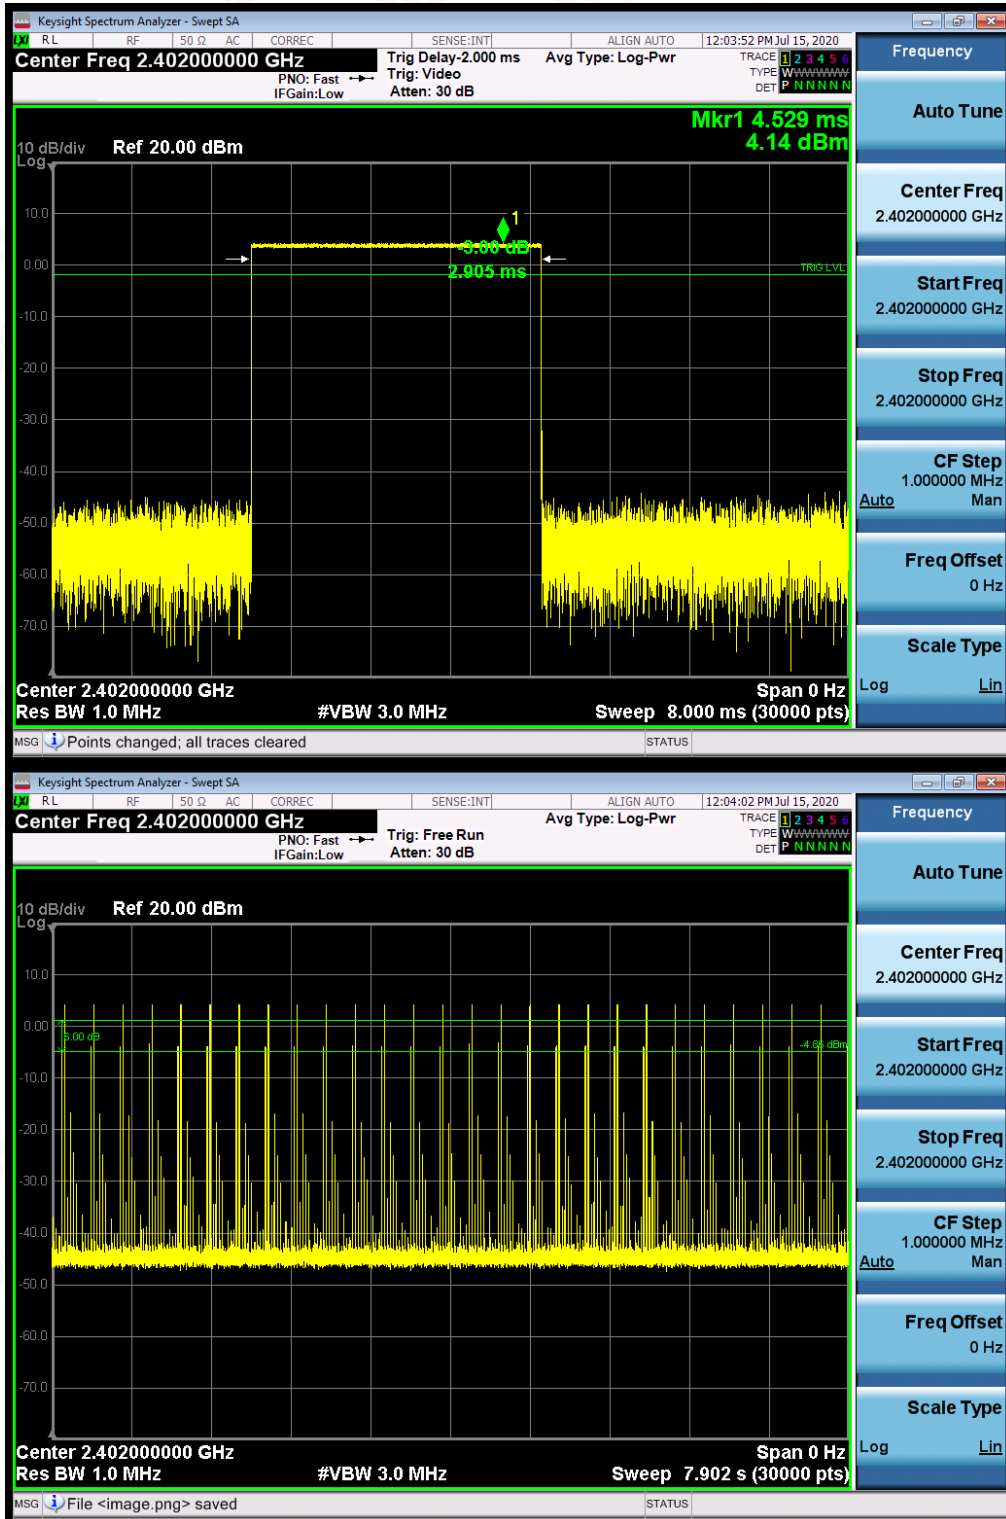 Keysight Spectrum Analyzer - Swept SA
LXI RL RF 50 Ω AC CORREC SENSE:INT ALIGN AUTO 12:03:52 PM Jul 15, 2020
Center Freq 2.402000000 GHz
PNO: Fast
IFGain:Low
Trig Delay-2.000 ms
Trig: Video
Atten: 30 dB
Avg Type: Log-Pwr
TRACE 1 2 3 4 5 6
TYPE WWWWWWW
DET P N N N N N
Mkr1 4.529 ms
4.14 dBm
10 dB/div Ref 20.00 dBm
Log
10.0
0.00
-10.0
-20.0
-30.0
-40.0
-50.0
-60.0
-70.0
1
-3.00 dB
2.905 ms
TRIG LVL
Center 2.402000000 GHz Span 0 Hz
Res BW 1.0 MHz #VBW 3.0 MHz Sweep 8.000 ms (30000 pts)
MSG Points changed; all traces cleared STATUS
Frequency
Auto Tune
Center Freq
2.402000000 GHz
Start Freq
2.402000000 GHz
Stop Freq
2.402000000 GHz
CF Step
1.000000 MHz
Auto Man
Freq Offset
0 Hz
Scale Type
Log Lin
Keysight Spectrum Analyzer - Swept SA
LXI RL RF 50 Ω AC CORREC SENSE:INT ALIGN AUTO 12:04:02 PM Jul 15, 2020
Center Freq 2.402000000 GHz
PNO: Fast
IFGain:Low
Trig: Free Run
Atten: 30 dB
Avg Type: Log-Pwr
TRACE 1 2 3 4 5 6
TYPE WWWWWWW
DET P N N N N N
10 dB/div Ref 20.00 dBm
Log
10.0
0.00
-10.0
-20.0
-30.0
-40.0
-50.0
-60.0
-70.0
6.00 dB
-4.86 dBm
Center 2.402000000 GHz Span 0 Hz
Res BW 1.0 MHz #VBW 3.0 MHz Sweep 7.902 s (30000 pts)
MSG File <image.png> saved STATUS
Frequency
Auto Tune
Center Freq
2.402000000 GHz
Start Freq
2.402000000 GHz
Stop Freq
2.402000000 GHz
CF Step
1.000000 MHz
Auto Man
Freq Offset
0 Hz
Scale Type
Log Lin